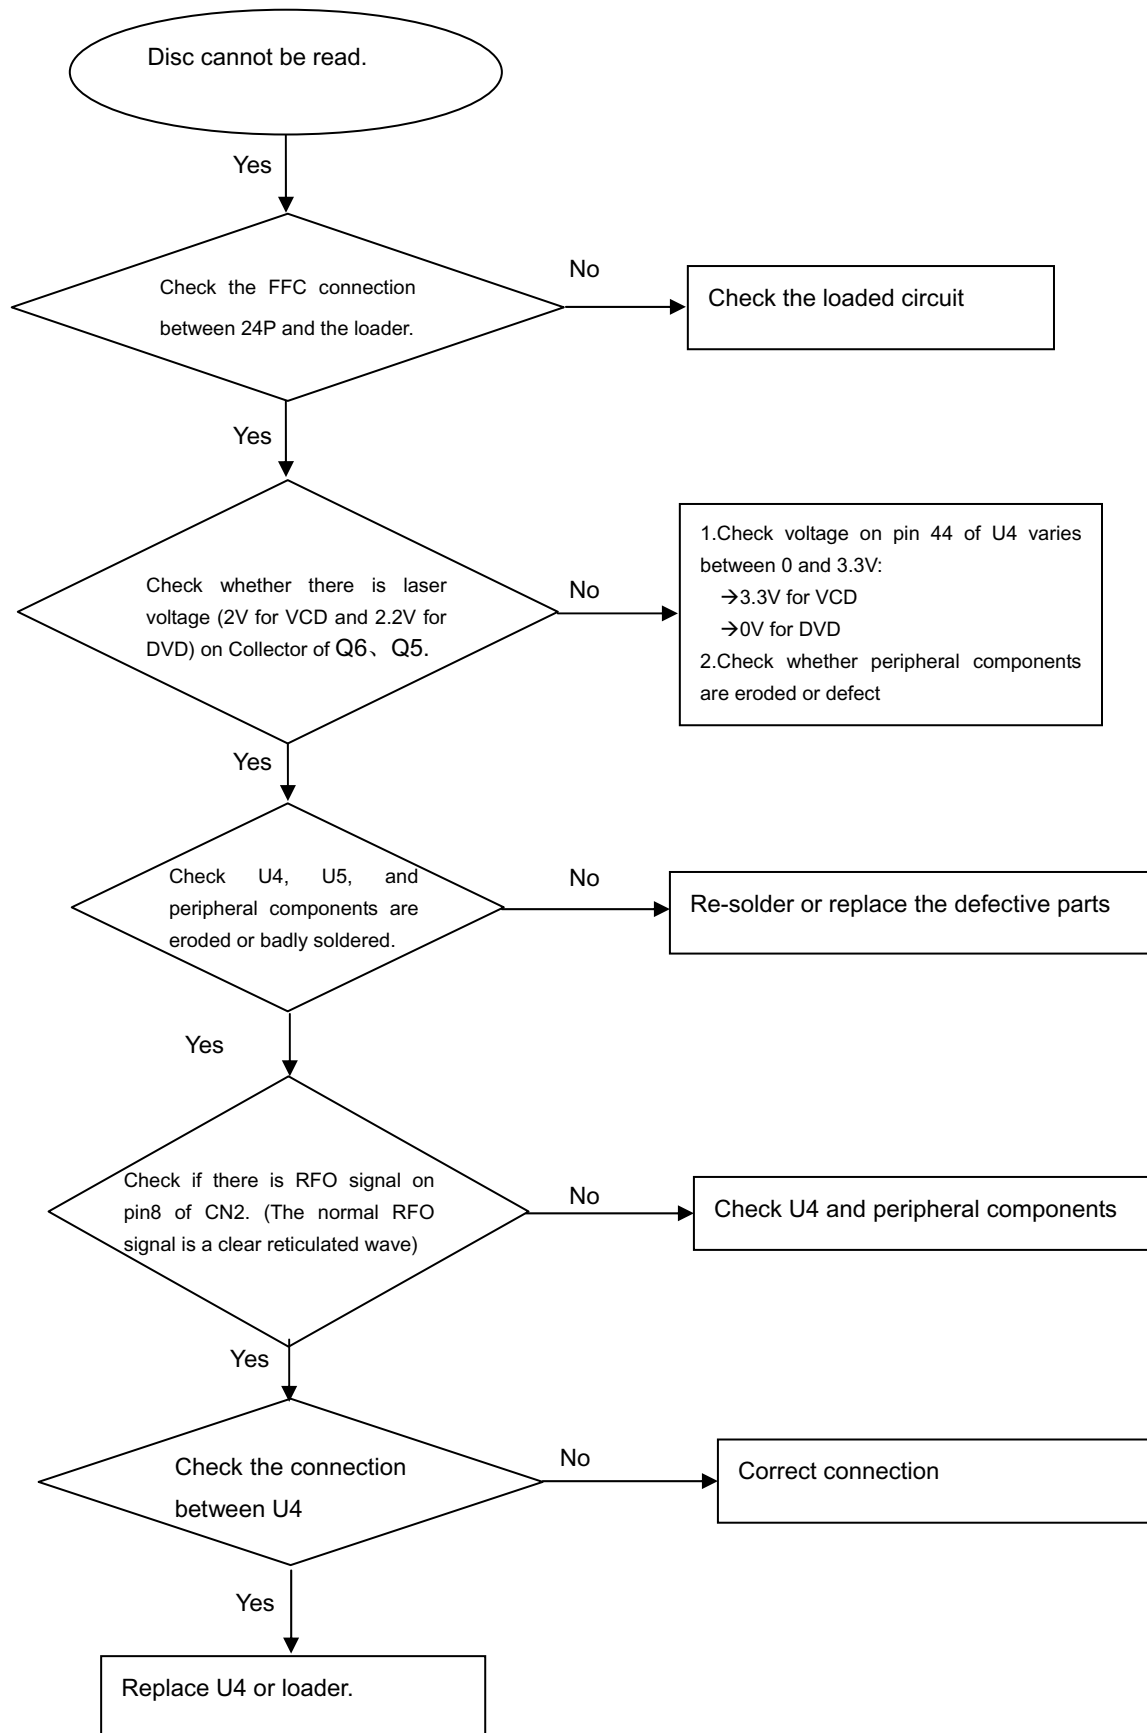 Disc cannot be read.
Yes
Check the FFC connection
between 24P and the loader.
No
Check the loaded circuit
Yes
Check whether there is laser
voltage (2V for VCD and 2.2V for
DVD) on Collector of Q6、Q5.
No
1.Check voltage on pin 44 of U4 varies
between 0 and 3.3V:
→3.3V for VCD
→0V for DVD
2.Check whether peripheral components
are eroded or defect
Yes
Check U4, U5, and
peripheral components are
eroded or badly soldered.
No
Re-solder or replace the defective parts
Yes
Check if there is RFO signal on
pin8 of CN2. (The normal RFO
signal is a clear reticulated wave)
No
Check U4 and peripheral components
Yes
Check the connection
between U4
No
Correct connection
Yes
Replace U4 or loader.